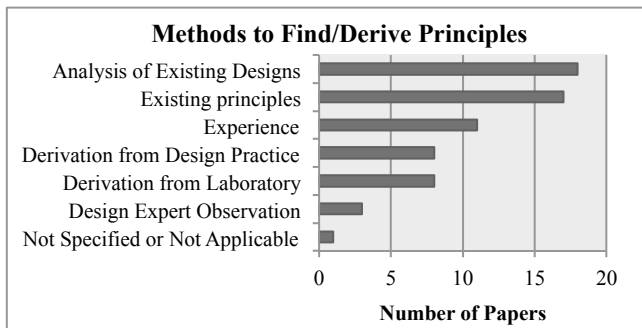 Methods to Find/Derive Principles
Analysis of Existing Designs
Existing principles
Experience
Derivation from Design Practice
Derivation from Laboratory
Design Expert Observation
Not Specified or Not Applicable
0 5 10 15 20
Number of Papers